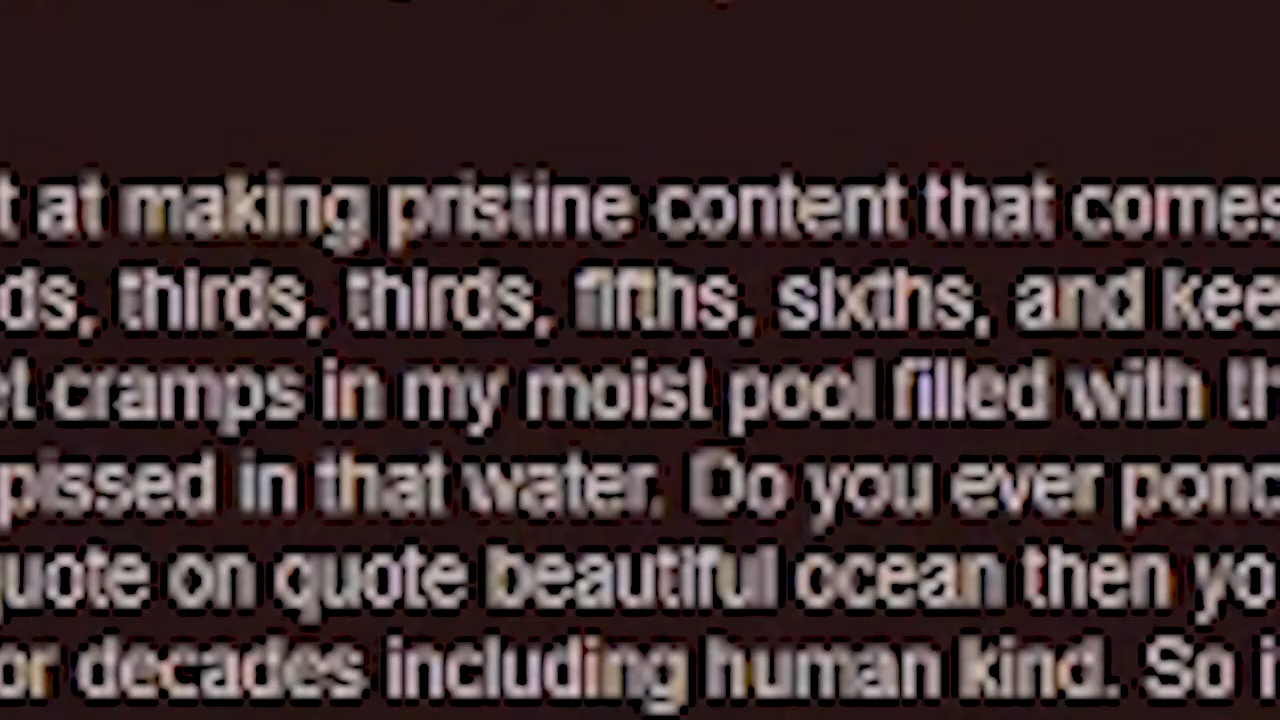 t at making pristine content that comes
ds, thirds, thirds, fifths, sixths, and kee
et cramps in my moist pool filled with th
pissed in that water. Do you ever ponc
quote on quote beautiful ocean then yo
or decades including human kind. So i